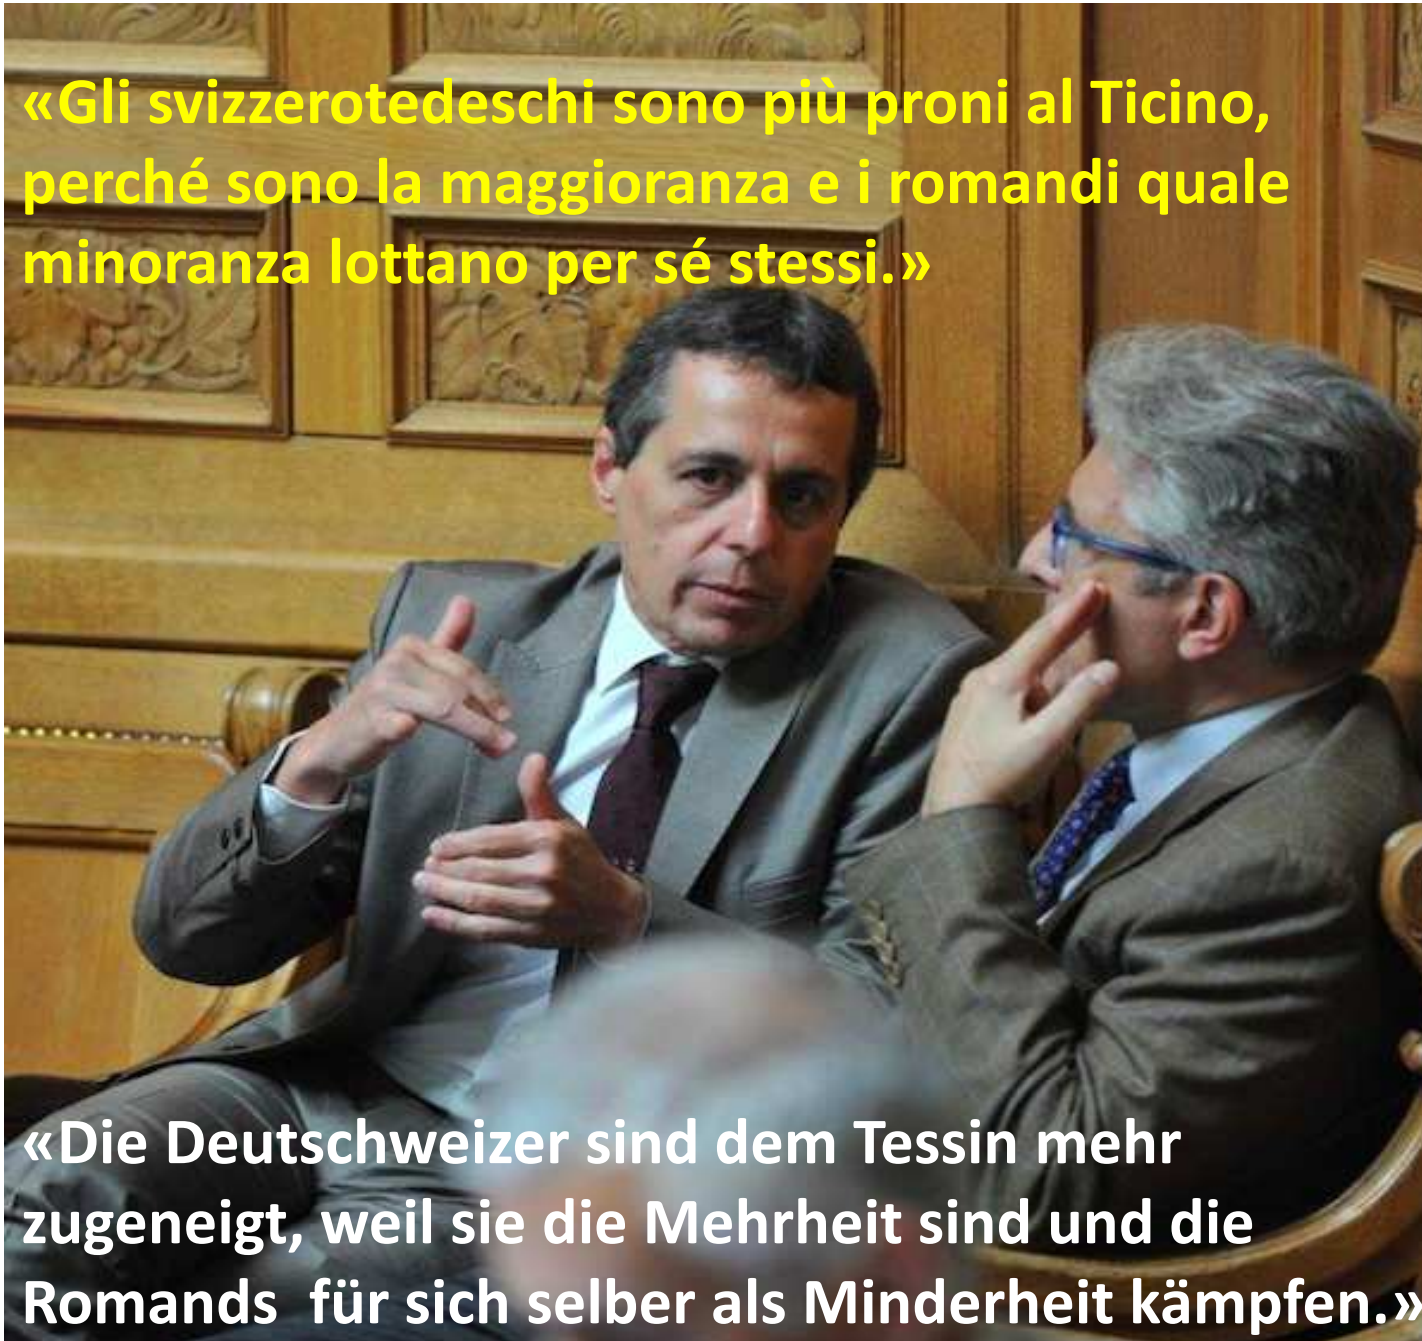 «Gli svizzerotedeschi sono più proni al Ticino,
perché sono la maggioranza e i romandi quale
minoranza lottano per sé stessi.»
«Die Deutschweizer sind dem Tessin mehr
zugeneigt, weil sie die Mehrheit sind und die
Romands  für sich selber als Minderheit kämpfen.»